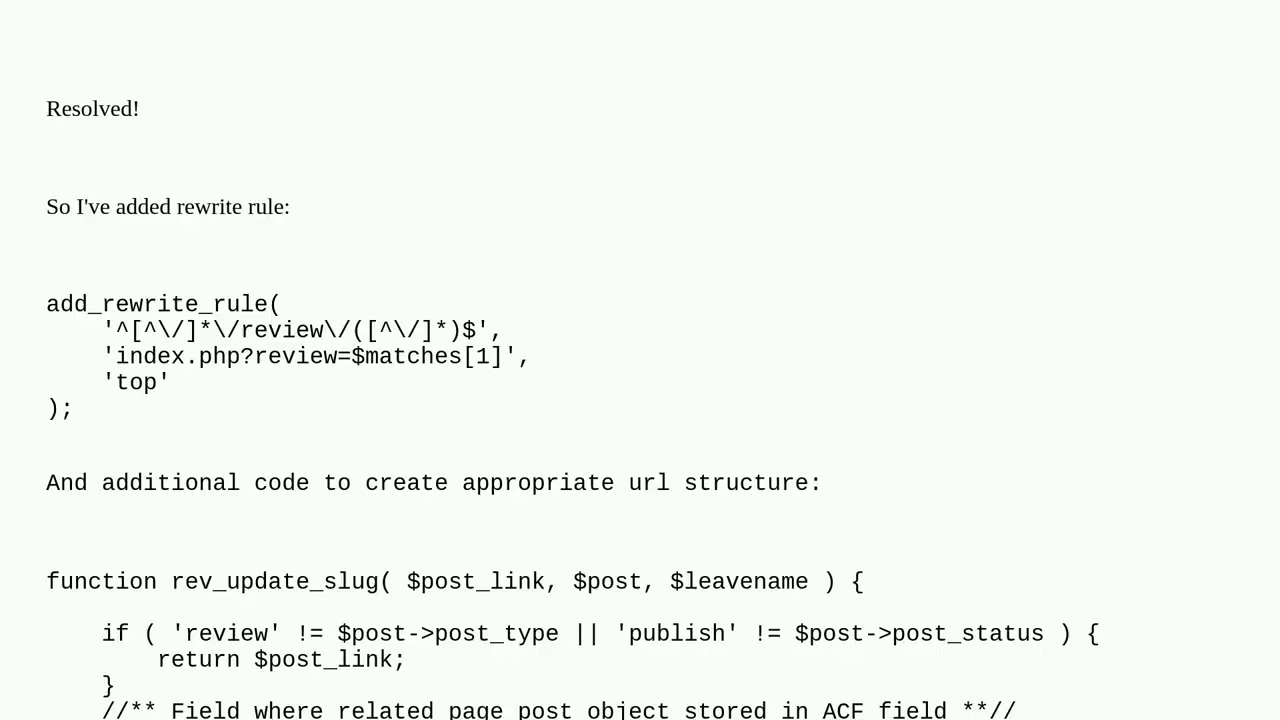 Resolved!
So I've added rewrite rule:
add_rewrite_rule(
    '^[^\/]*\/review\/([^\/]*)$',
    'index.php?review=$matches[1]',
    'top'
);
And additional code to create appropriate url structure:
function rev_update_slug( $post_link, $post, $leavename ) {
    if ( 'review' != $post->post_type || 'publish' != $post->post_status ) {
        return $post_link;
    }
    //** Field where related page post object stored in ACF field **//